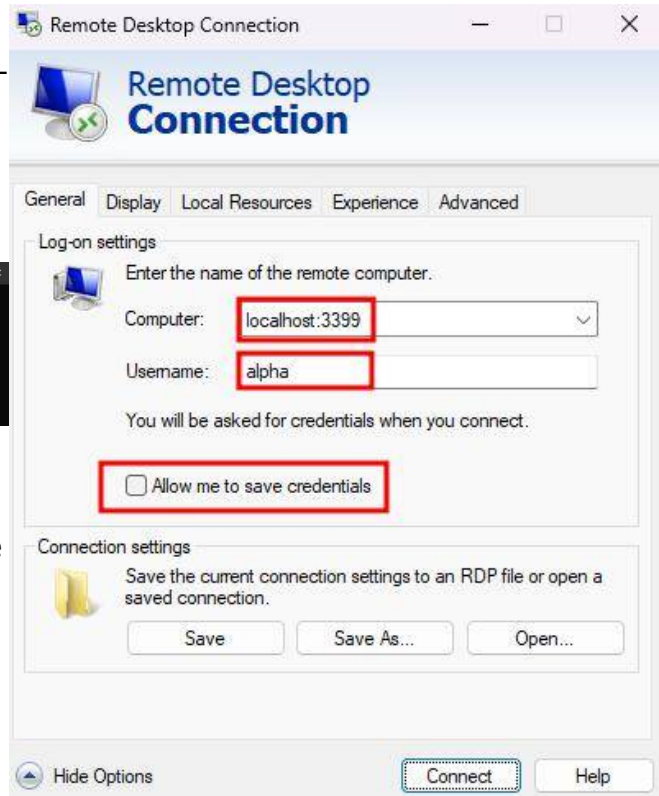 Remote Desktop Connection
Remote Desktop
Connection
General Display Local Resources Experience Advanced
Log-on settings
Enter the name of the remote computer.
Computer: localhost:3399
Username: alpha
You will be asked for credentials when you connect.
Allow me to save credentials
Connection settings
Save the current connection settings to an RDP file or open a
saved connection.
Save Save As... Open...
Hide Options Connect Help